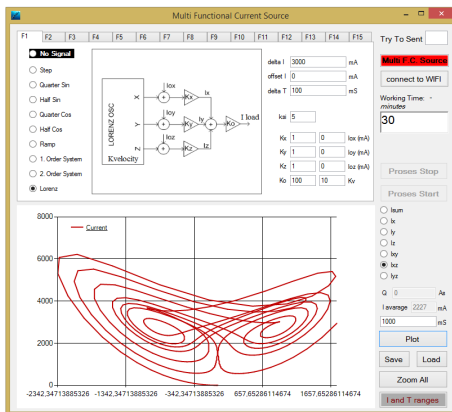 Multi Functional Current Source
F1 F2 F3 F4 F5 F6 F7 F8 F9 F10 F11 F12 F13 F14 F15
Try To Sent
No Signal
Step
Quarter Sin
Half Sin
Quarter Cos
Half Cos
Ramp
1. Order System
2. Order System
Lorenz
LORENZ OSC
Kvelocity
X
Y
Z
Iox
Ioy
Ioz
Kx
Ky
Kz
Ix
Iy
Iz
Ko
I load
delta I 3000 mA
offset I 0 mA
delta T 100 mS
ksi 5
Kx 1 0 Iox (mA)
Ky 1 0 Ioy (mA)
Kz 1 0 Ioz (mA)
Ko 100 10 Kv
Multi F.C. Source
connect to WIFI
Working Time: -
minutes
30
Proses Stop
Proses Start
Isum
Ix
Iy
Iz
Ixy
Ixz
Iyz
Q 0 As
I avarage 2227 mA
1000 mS
Plot
Save Load
Zoom All
I and T ranges
Current
8000
6000
4000
2000
0
-2342,34713885326 -1342,34713885326 -342,347138853256 657,65286114674 1657,65286114674